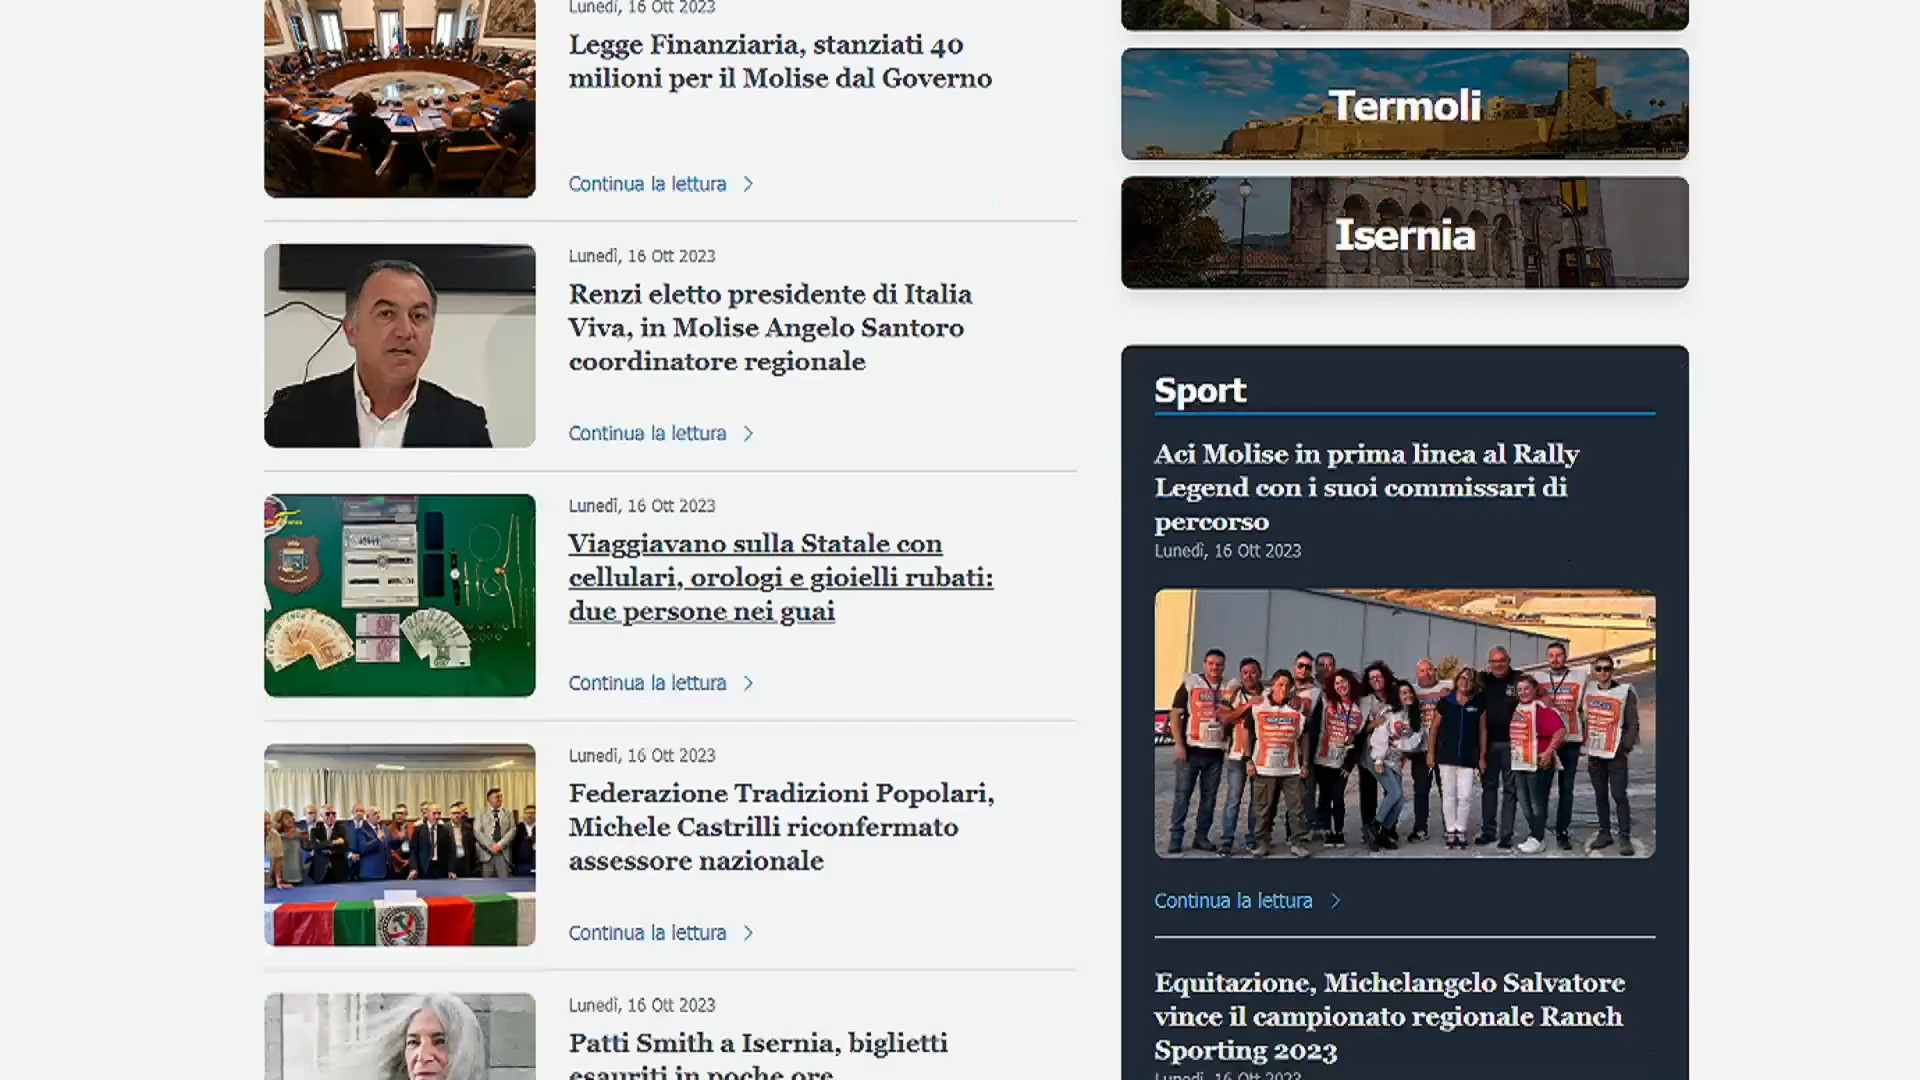 Lunedì, 16 Ott 2023
Legge Finanziaria, stanziati 40
milioni per il Molise dal Governo
Continua la lettura
Lunedì, 16 Ott 2023
Renzi eletto presidente di Italia
Viva, in Molise Angelo Santoro
coordinatore regionale
Continua la lettura
Lunedì, 16 Ott 2023
Viaggiavano sulla Statale con
cellulari, orologi e gioielli rubati:
due persone nei guai
Continua la lettura
Lunedì, 16 Ott 2023
Federazione Tradizioni Popolari,
Michele Castrilli riconfermato
assessore nazionale
Continua la lettura
Lunedì, 16 Ott 2023
Patti Smith a Isernia, biglietti
esauriti in poche ore
Termoli
Isernia
Sport
Aci Molise in prima linea al Rally
Legend con i suoi commissari di
percorso
Lunedì, 16 Ott 2023
Continua la lettura
Equitazione, Michelangelo Salvatore
vince il campionato regionale Ranch
Sporting 2023
Lunedì, 16 Ott 2023